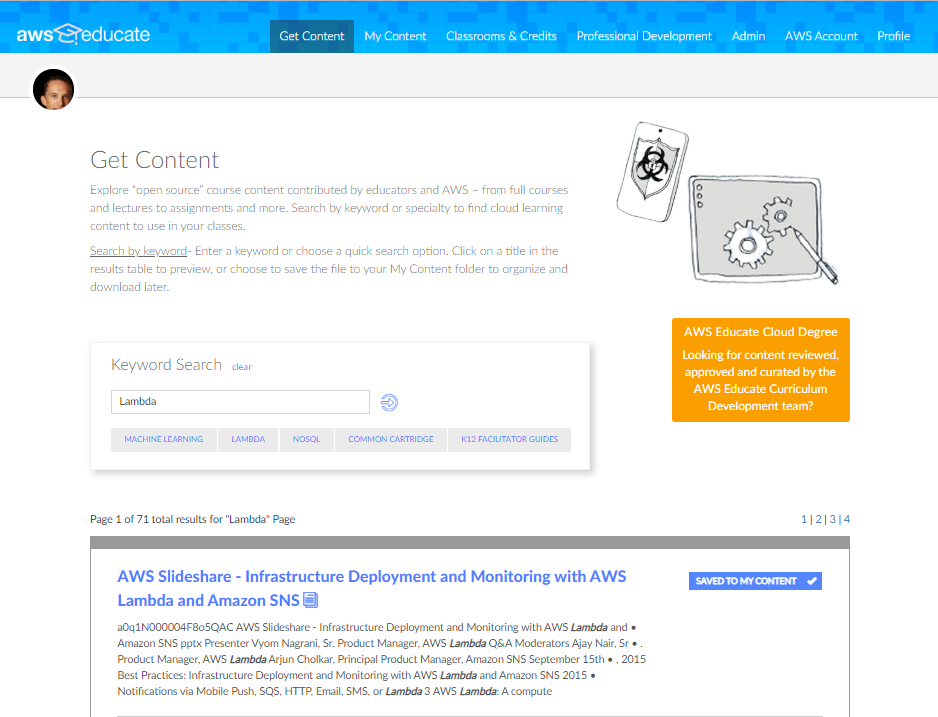 aws educate
Get Content My Content Classrooms & Credits Professional Development Admin AWS Account Profile
Get Content
Explore "open source" course content contributed by educators and AWS – from full courses
and lectures to assignments and more. Search by keyword or specialty to find cloud learning
content to use in your classes.
Search by keyword- Enter a keyword or choose a quick search option. Click on a title in the
results table to preview, or choose to save the file to your My Content folder to organize and
download later.
AWS Educate Cloud Degree
Looking for content reviewed,
approved and curated by the
AWS Educate Curriculum
Development team?
Keyword Search clear
Lambda
MACHINE LEARNING LAMBDA NOSQL COMMON CARTRIDGE K12 FACILITATOR GUIDES
Page 1 of 71 total results for "Lambda" Page
1 | 2 | 3 | 4
AWS Slideshare - Infrastructure Deployment and Monitoring with AWS
Lambda and Amazon SNS
SAVED TO MY CONTENT ✔
a0q1N000004F8o5QAC AWS Slideshare - Infrastructure Deployment and Monitoring with AWS Lambda and •
Amazon SNS pptx Presenter Vyom Nagrani, Sr. Product Manager, AWS Lambda Q&A Moderators Ajay Nair, Sr • .
Product Manager, AWS Lambda Arjun Cholkar, Principal Product Manager, Amazon SNS September 15th • , 2015
Best Practices: Infrastructure Deployment and Monitoring with AWS Lambda and Amazon SNS 2015 •
Notifications via Mobile Push, SQS, HTTP, Email, SMS, or Lambda 3 AWS Lambda: A compute